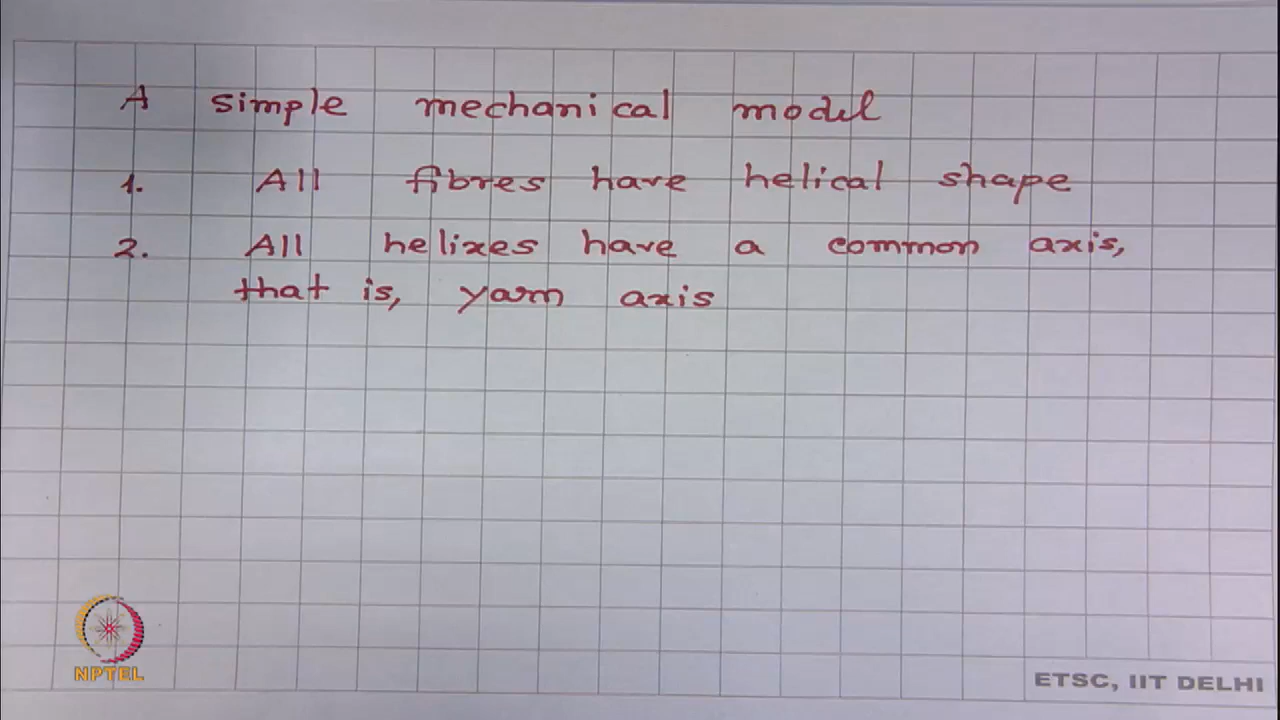 A simple mechanical model
1. All fibres have helical shape
2. All helixes have a common axis,
that is, yarn axis
NPTEL
ETSC, IIT DELHI